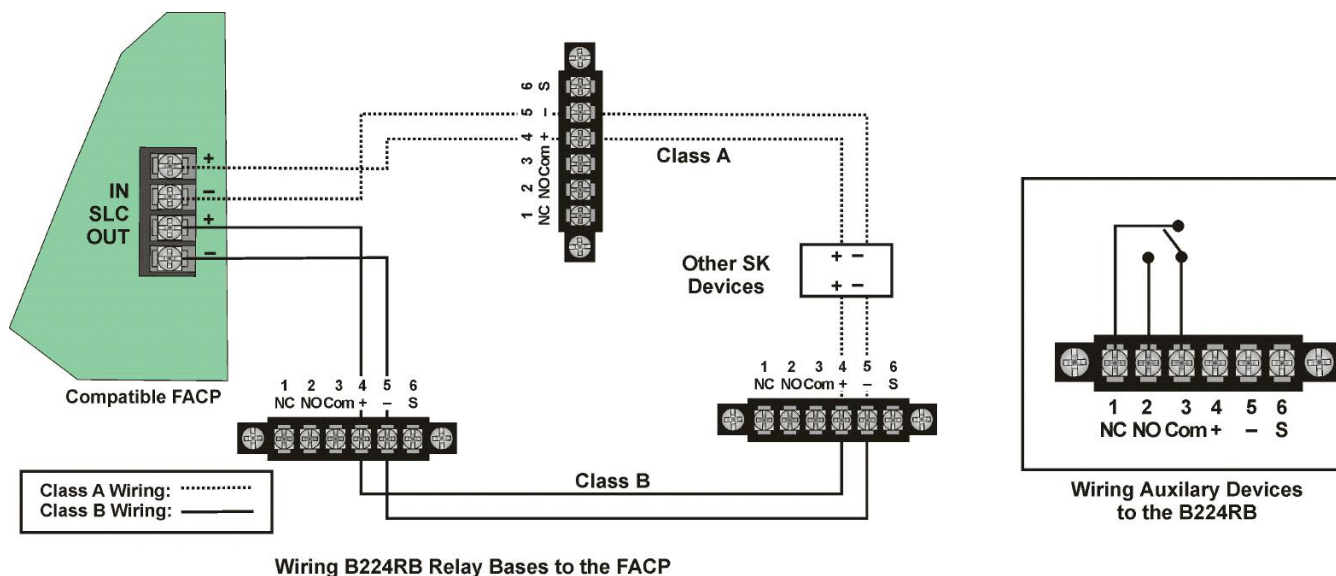 6 S
5 –
4 +
3 Com
2 NO
1 NC
Class A
+
IN –
SLC +
OUT
–
Compatible FACP
Other SK
Devices
+ –
+ –
1 2 3 4 5 6
NC NO Com + – S
1 2 3 4 5 6
NC NO Com + – S
Class B
Class A Wiring:
Class B Wiring:
Wiring B224RB Relay Bases to the FACP
1 2 3 4 5 6
NC NO Com + – S
Wiring Auxilary Devices
to the B224RB